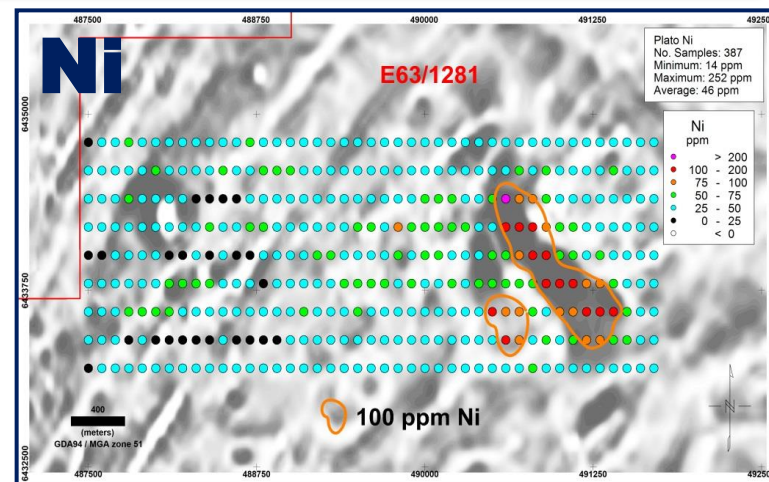 487500 488750 490000 491250 49250
Ni
E63/1281
Plato Ni
No. Samples: 387
Minimum: 14 ppm
Maximum: 252 ppm
Average: 46 ppm
6435000
Ni
ppm
> 200
100 - 200
75 - 100
50 - 75
25 - 50
0 - 25
< 0
6433750
400
(meters)
GDA94 / MGA zone 51
100 ppm Ni
N
6432500
487500 488750 490000 491250 49250